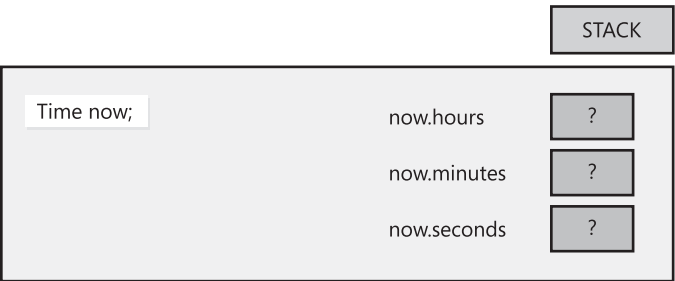 STACK
Time now;
now.hours ?
now.minutes ?
now.seconds ?